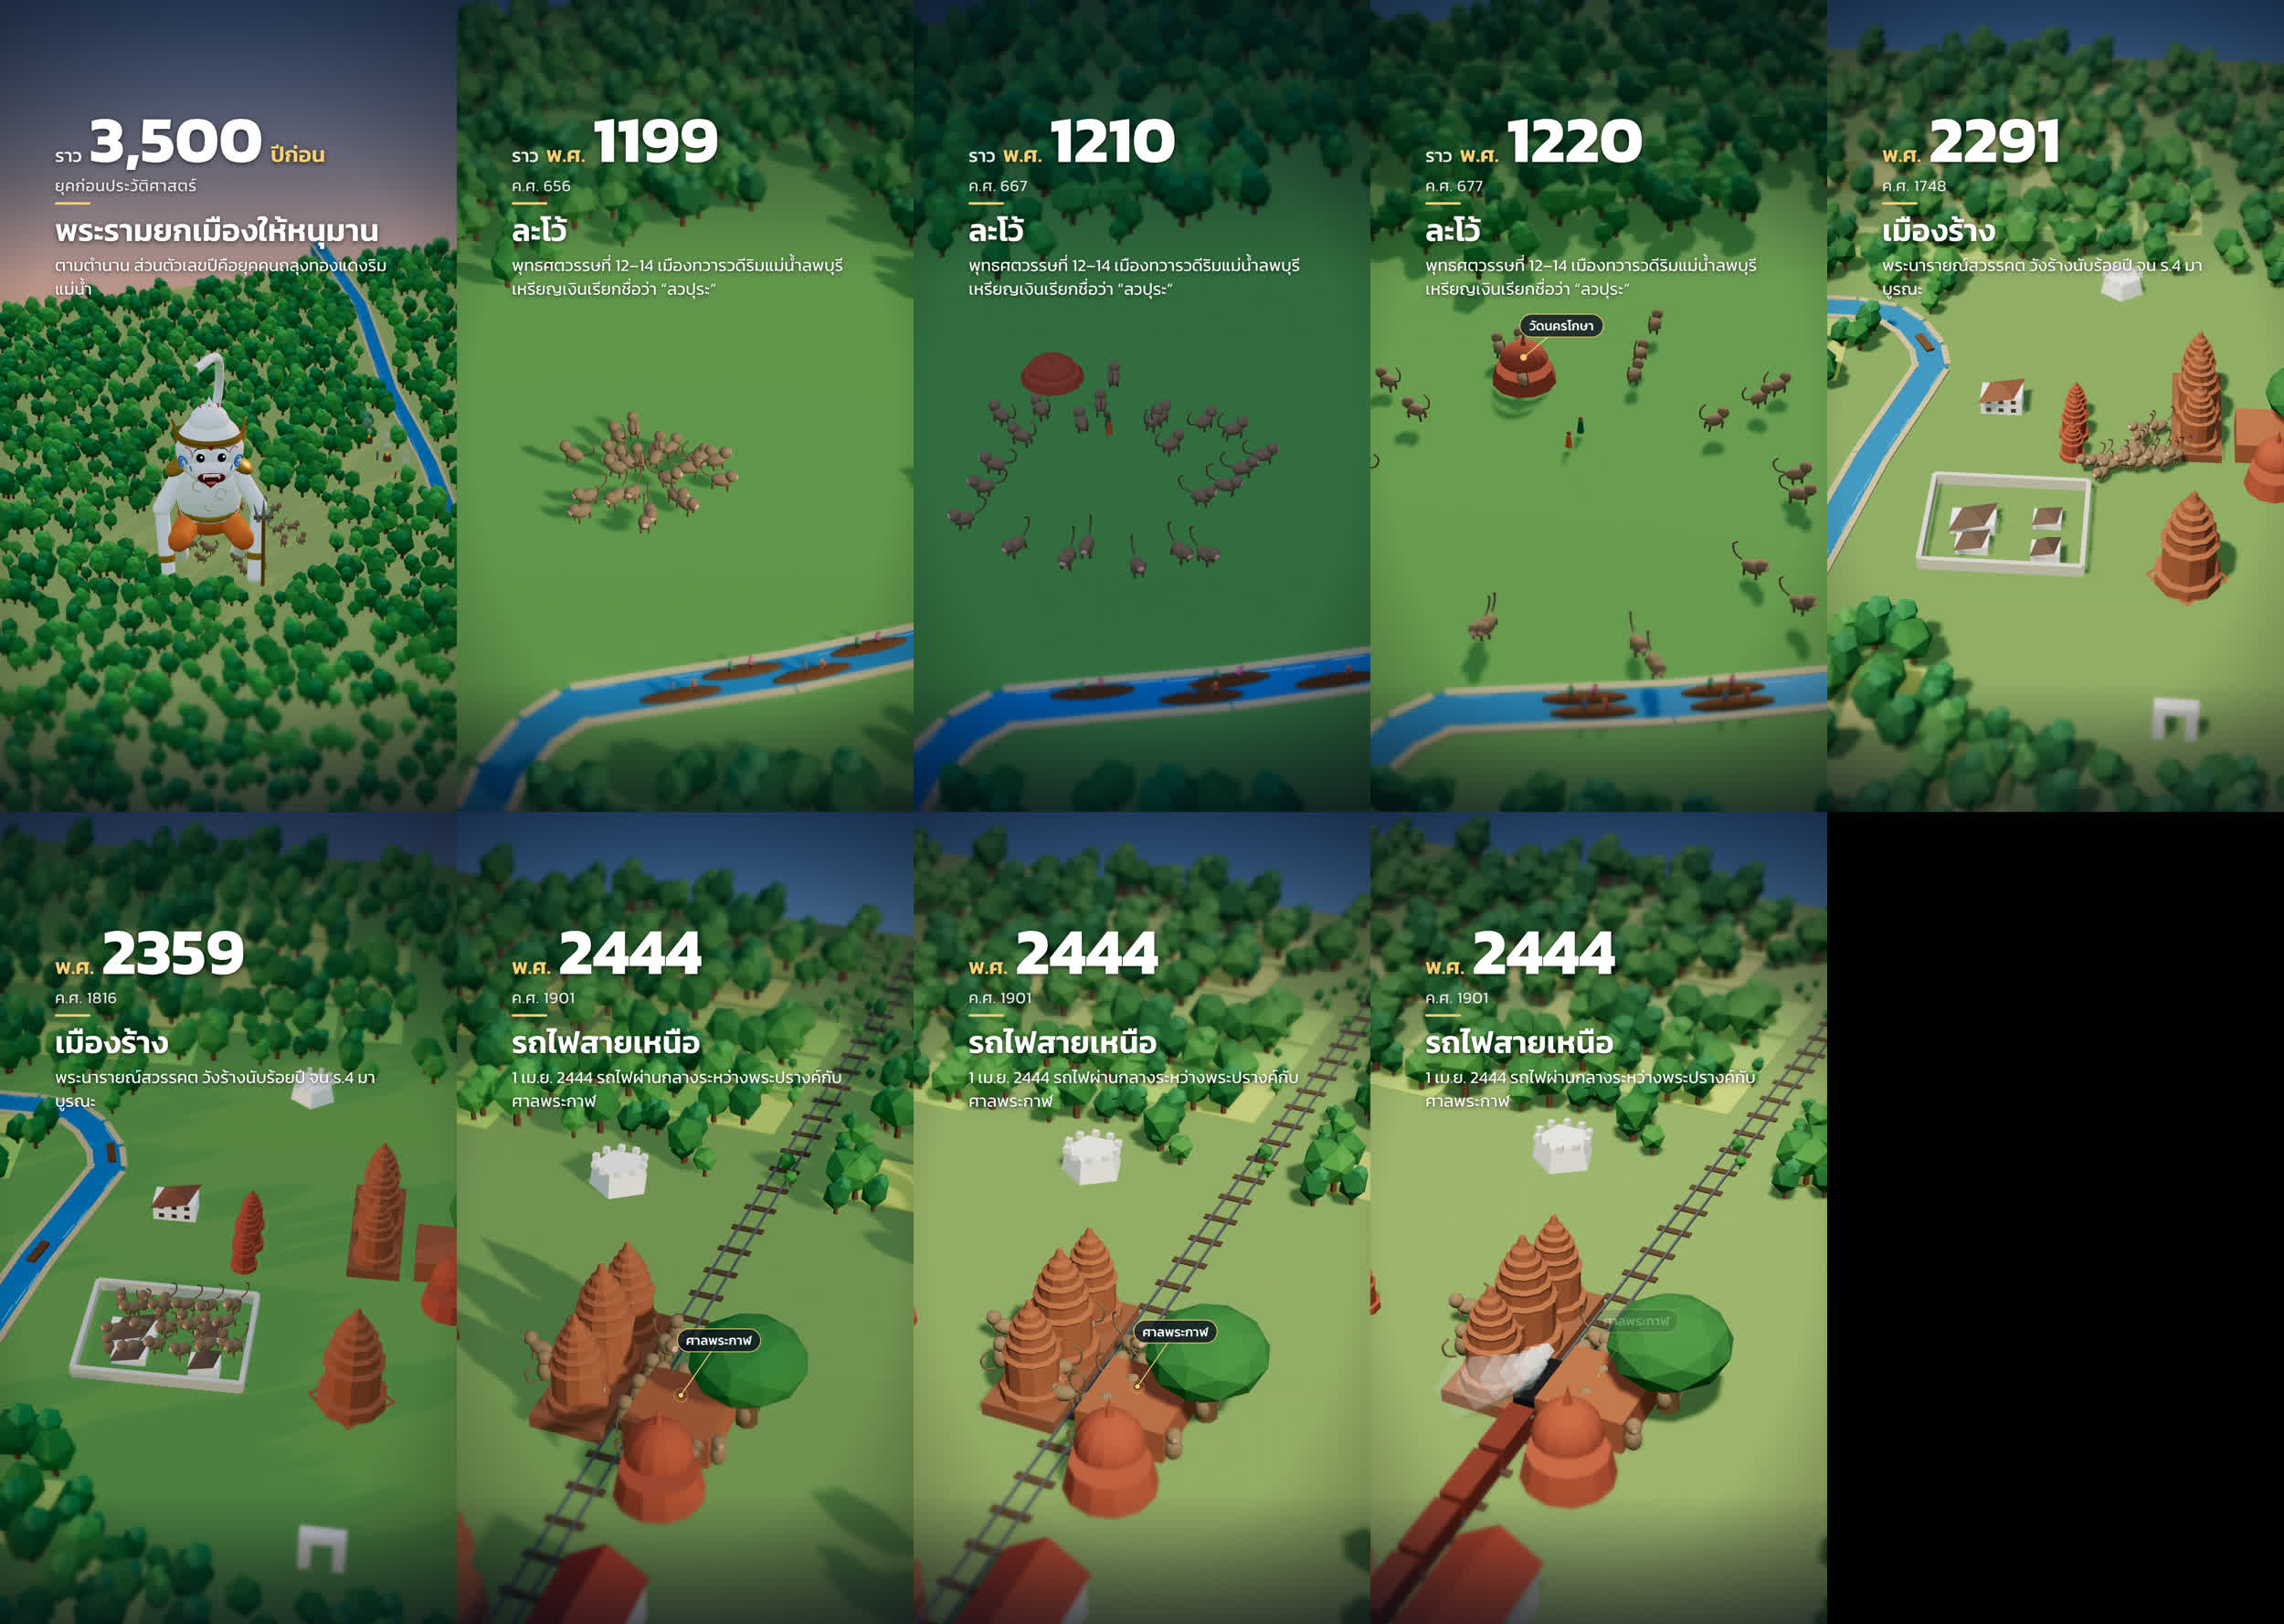 ราว 3,500 ปีก่อน
ยุคก่อนประวัติศาสตร์
พระรามยกเมืองให้หนุมาน
ตามตำนาน ส่วนตัวเลขปีคือยุคคนถลุงทองแดงริม
แม่น้ำ
ราว พ.ศ. 1199
ค.ศ. 656
ละโว้
พุทธศตวรรษที่ 12–14 เมืองทวารวดีริมแม่น้ำลพบุรี
เหรียญเงินเรียกชื่อว่า “ลวปุระ”
ราว พ.ศ. 1210
ค.ศ. 667
ละโว้
พุทธศตวรรษที่ 12–14 เมืองทวารวดีริมแม่น้ำลพบุรี
เหรียญเงินเรียกชื่อว่า “ลวปุระ”
ราว พ.ศ. 1220
ค.ศ. 677
ละโว้
พุทธศตวรรษที่ 12–14 เมืองทวารวดีริมแม่น้ำลพบุรี
เหรียญเงินเรียกชื่อว่า “ลวปุระ”
วัดนครโกษา
พ.ศ. 2291
ค.ศ. 1748
เมืองร้าง
พระนารายณ์สวรรคต วังร้างนับร้อยปี จน ร.4 มา
บูรณะ
พ.ศ. 2359
ค.ศ. 1816
เมืองร้าง
พระนารายณ์สวรรคต วังร้างนับร้อยปี จน ร.4 มา
บูรณะ
พ.ศ. 2444
ค.ศ. 1901
รถไฟสายเหนือ
1 เม.ย. 2444 รถไฟผ่านกลางระหว่างพระปรางค์กับ
ศาลพระกาฬ
ศาลพระกาฬ
พ.ศ. 2444
ค.ศ. 1901
รถไฟสายเหนือ
1 เม.ย. 2444 รถไฟผ่านกลางระหว่างพระปรางค์กับ
ศาลพระกาฬ
ศาลพระกาฬ
พ.ศ. 2444
ค.ศ. 1901
รถไฟสายเหนือ
1 เม.ย. 2444 รถไฟผ่านกลางระหว่างพระปรางค์กับ
ศาลพระกาฬ
ศาลพระกาฬ